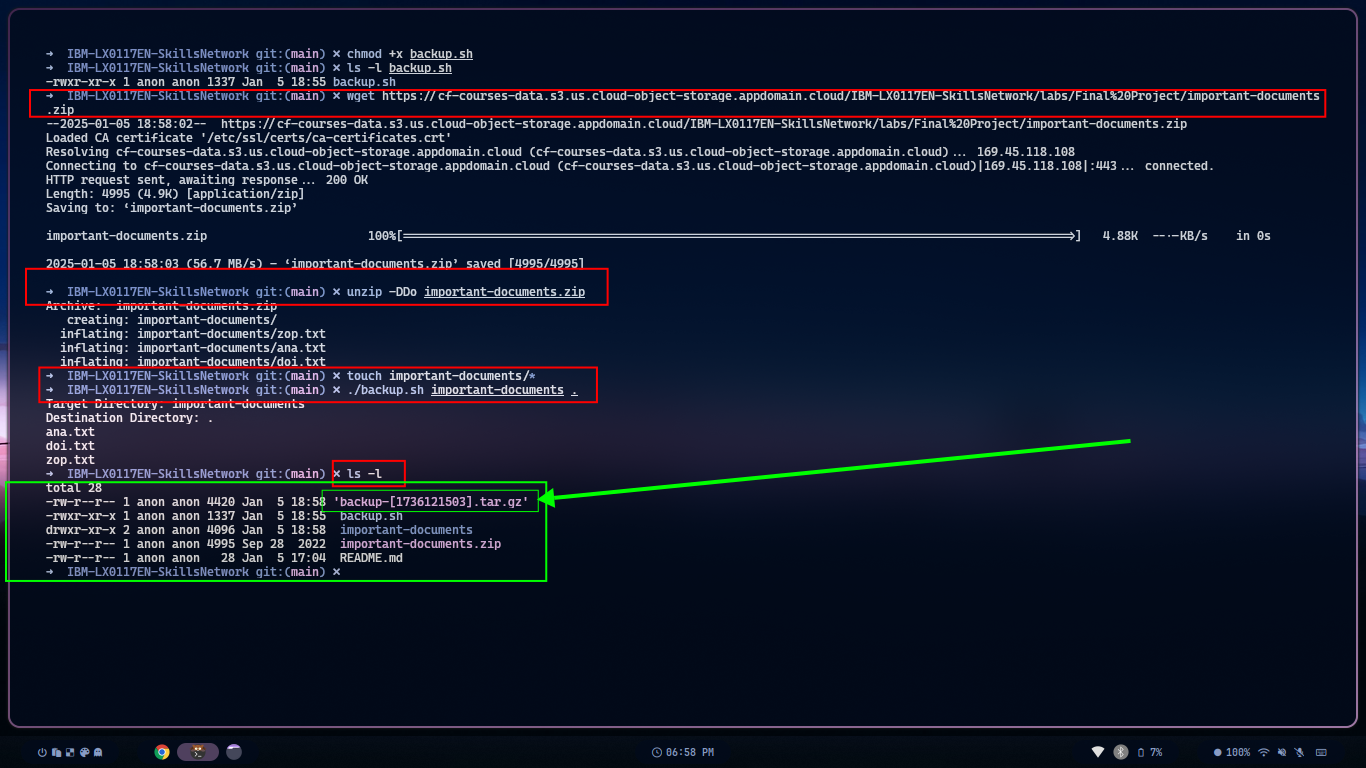 → IBM-LX0117EN-SkillsNetwork git:(main) × chmod +x backup.sh
→ IBM-LX0117EN-SkillsNetwork git:(main) × ls -l backup.sh
-rwxr-xr-x 1 anon anon 1337 Jan  5 18:55 backup.sh
→ IBM-LX0117EN-SkillsNetwork git:(main) × wget https://cf-courses-data.s3.us.cloud-object-storage.appdomain.cloud/IBM-LX0117EN-SkillsNetwork/labs/Final%20Project/important-documents
.zip
--2025-01-05 18:58:02--  https://cf-courses-data.s3.us.cloud-object-storage.appdomain.cloud/IBM-LX0117EN-SkillsNetwork/labs/Final%20Project/important-documents.zip
Loaded CA certificate '/etc/ssl/certs/ca-certificates.crt'
Resolving cf-courses-data.s3.us.cloud-object-storage.appdomain.cloud (cf-courses-data.s3.us.cloud-object-storage.appdomain.cloud)... 169.45.118.108
Connecting to cf-courses-data.s3.us.cloud-object-storage.appdomain.cloud (cf-courses-data.s3.us.cloud-object-storage.appdomain.cloud)|169.45.118.108|:443... connected.
HTTP request sent, awaiting response... 200 OK
Length: 4995 (4.9K) [application/zip]
Saving to: ‘important-documents.zip’
important-documents.zip 100%[===================>] 4.88K --.-KB/s in 0s
2025-01-05 18:58:03 (56.7 MB/s) - ‘important-documents.zip’ saved [4995/4995]
→ IBM-LX0117EN-SkillsNetwork git:(main) × unzip -DDo important-documents.zip
Archive:  important-documents.zip
creating: important-documents/
inflating: important-documents/zop.txt
inflating: important-documents/ana.txt
inflating: important-documents/doi.txt
→ IBM-LX0117EN-SkillsNetwork git:(main) × touch important-documents/*
→ IBM-LX0117EN-SkillsNetwork git:(main) × ./backup.sh important-documents .
Target Directory: important-documents
Destination Directory: .
ana.txt
doi.txt
zop.txt
→ IBM-LX0117EN-SkillsNetwork git:(main) × ls -l
total 28
-rw-r--r-- 1 anon anon 4420 Jan  5 18:58 'backup-[1736121503].tar.gz'
-rwxr-xr-x 1 anon anon 1337 Jan  5 18:55  backup.sh
drwxr-xr-x 2 anon anon 4096 Jan  5 18:58  important-documents
-rw-r--r-- 1 anon anon 4995 Sep 28  2022  important-documents.zip
-rw-r--r-- 1 anon anon   28 Jan  5 17:04  README.md
→ IBM-LX0117EN-SkillsNetwork git:(main) ×
06:58 PM 7% 100%